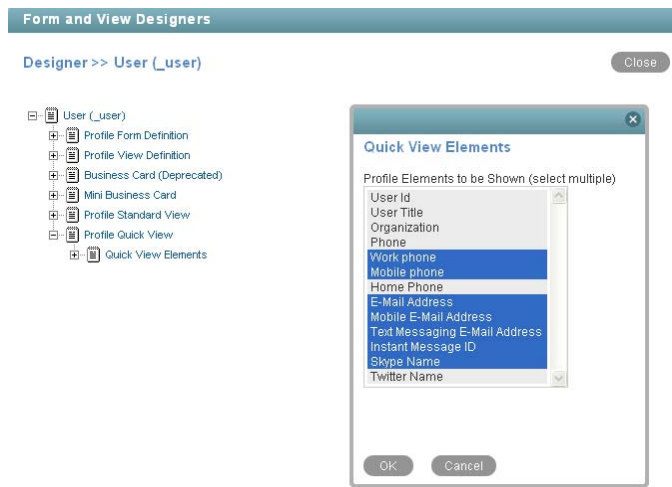 Form and View Designers
Designer >> User (_user)
Close
User (_user)
Profile Form Definition
Profile View Definition
Business Card (Deprecated)
Mini Business Card
Profile Standard View
Profile Quick View
Quick View Elements
Quick View Elements
Profile Elements to be Shown (select multiple)
User Id
User Title
Organization
Phone
Work phone
Mobile phone
Home Phone
E-Mail Address
Mobile E-Mail Address
Text Messaging E-Mail Address
Instant Message ID
Skype Name
Twitter Name
OK
Cancel